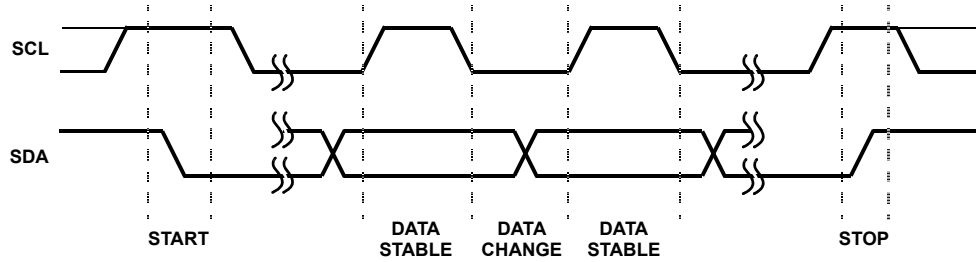 SCL
SDA
START
DATA
STABLE
DATA
CHANGE
DATA
STABLE
STOP